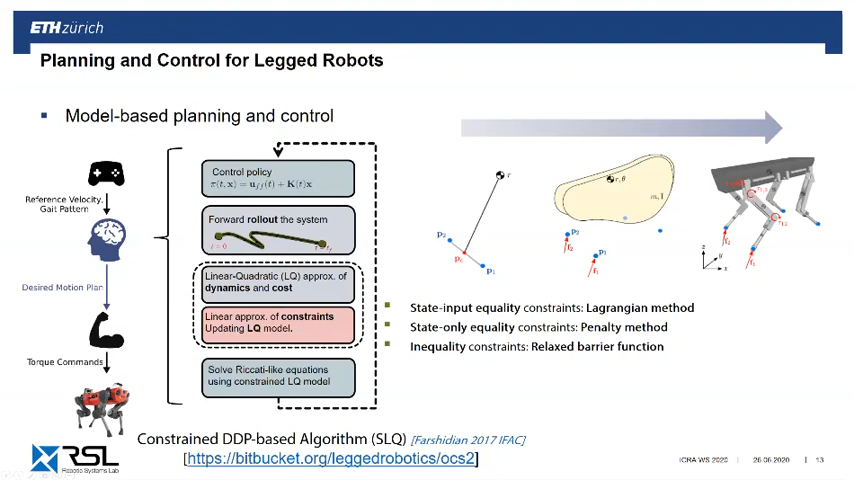 ETH zürich
Planning and Control for Legged Robots
Model-based planning and control
Reference Velocity,
Gait Pattern
Desired Motion Plan
Torque Commands
Control policy
π(t, x) = u_ff(t) + K(t)x
Forward rollout the system
t = 0
Linear-Quadratic (LQ) approx. of
dynamics and cost
Linear approx. of constraints
Updating LQ model.
Solve Riccati-like equations
using constrained LQ model
r
p₂
p₁
r, θ
m, I
p₂
f₂
p₁
f₁
f₂
f₁
z
y
x
State-input equality constraints: Lagrangian method
State-only equality constraints: Penalty method
Inequality constraints: Relaxed barrier function
Constrained DDP-based Algorithm (SLQ) [Farshidian 2017 IFAC]
[https://bitbucket.org/leggedrobotics/ocs2]
RSL
Robotic Systems Lab
ICRA WS 2020 | 26.06.2020 | 13